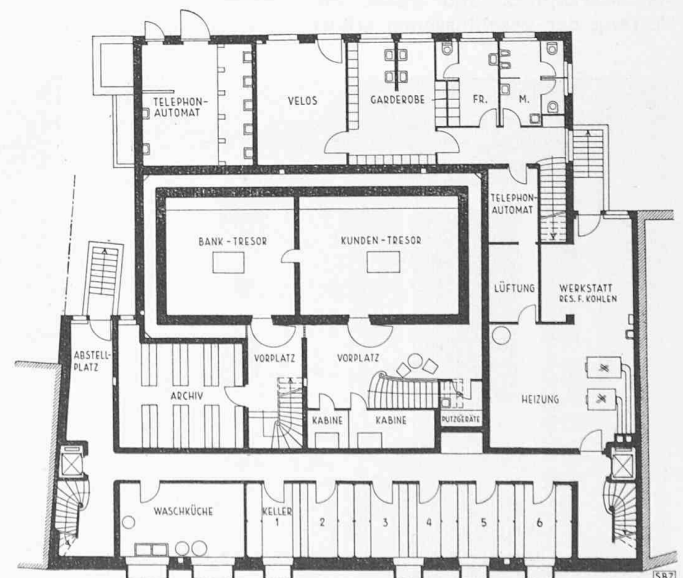 TELEPHON-
AUTOMAT
VELOS
GARDEROBE
FR.
M.
TELEPHON-
AUTOMAT
BANK - TRESOR
KUNDEN - TRESOR
LÜFTUNG
WERKSTATT
RES. F. KOHLEN
ABSTELL-
PLATZ
VORPLATZ
VORPLATZ
ARCHIV
HEIZUNG
KABINE
KABINE
PUTZGERÄTE
WASCHKÜCHE
KELLER
1
2
3
4
5
6
SBZ